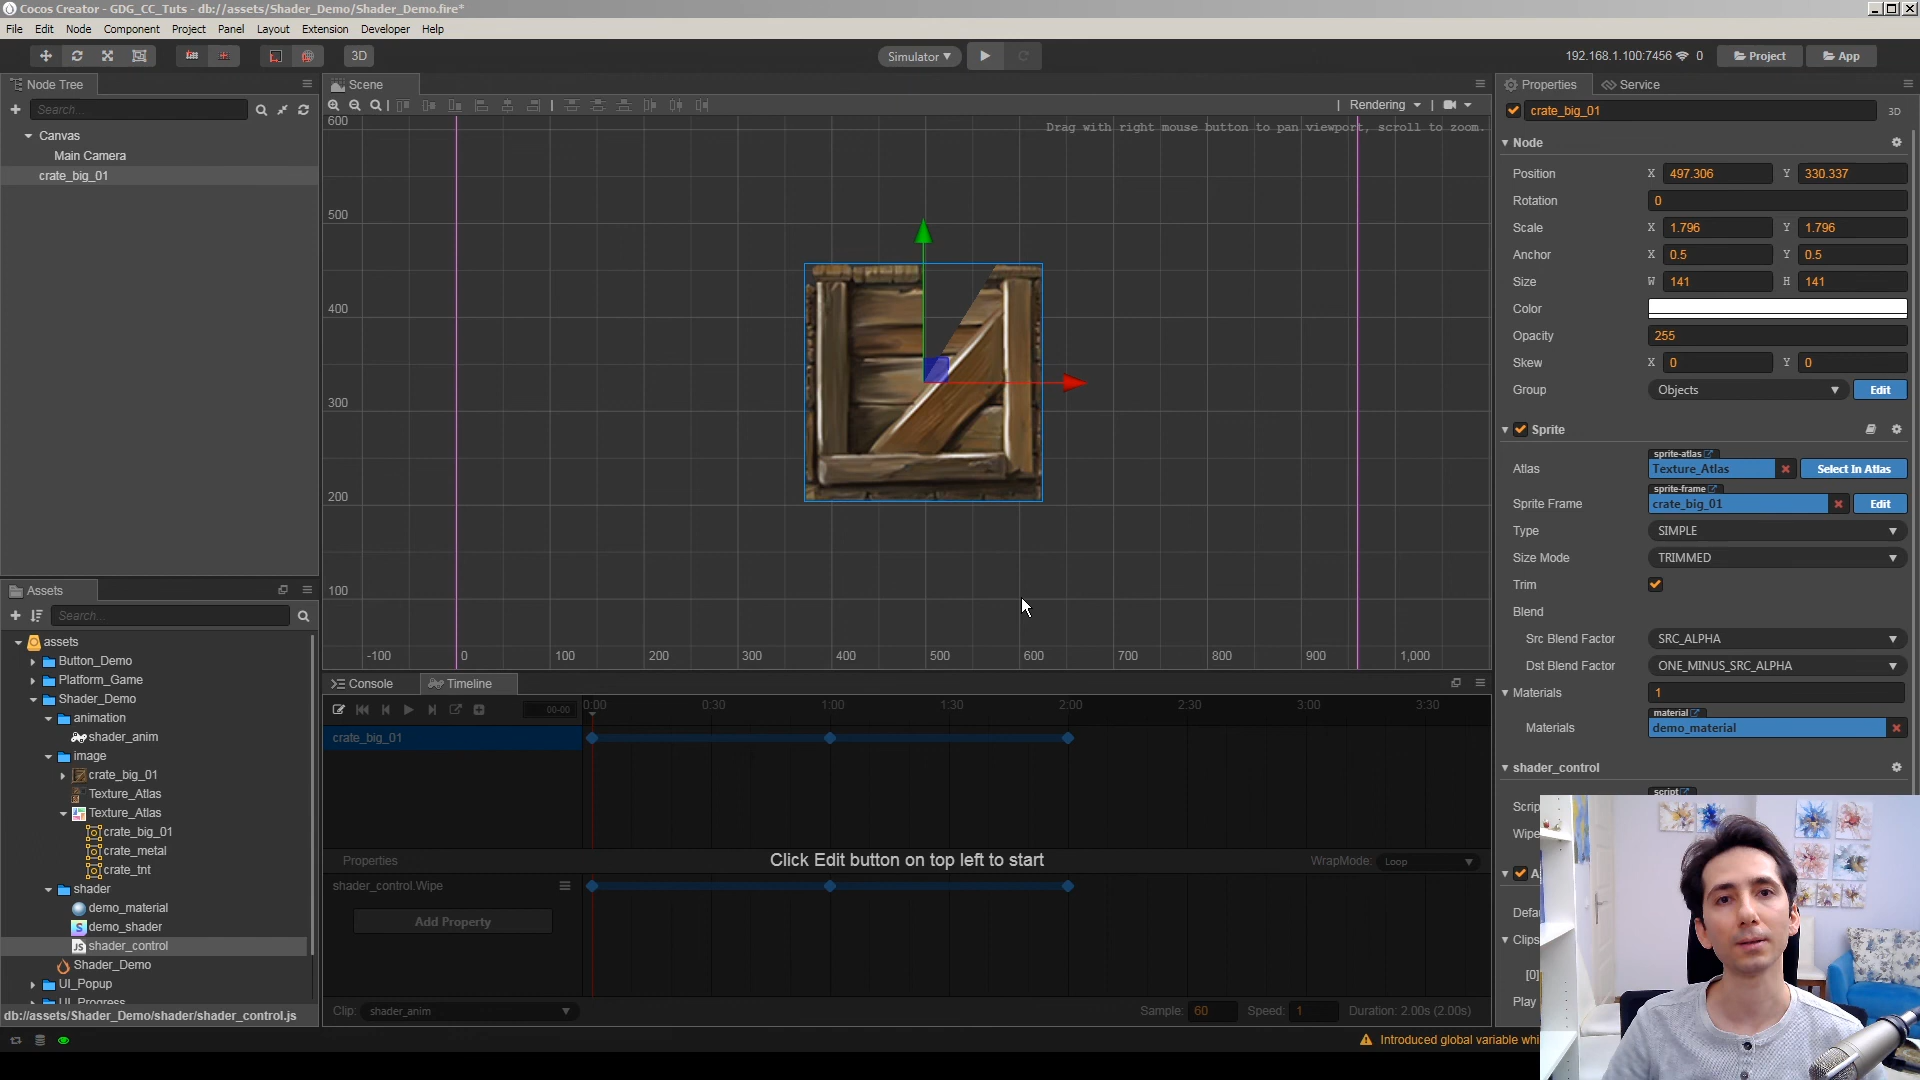 Cocos Creator - GDG_CC_Tuts - db://assets/Shader_Demo/Shader_Demo.fire*
File Edit Node Component Project Panel Layout Extension Developer Help
3D
Simulator
192.168.1.100:7456 0 Project App
Node Tree
Search...
Canvas
Main Camera
crate_big_01
Scene
Rendering
Drag with right mouse button to pan viewport, scroll to zoom.
600
500
400
300
200
100
-100 0 100 200 300 400 500 600 700 800 900 1,000
Assets
Search...
assets
Button_Demo
Platform_Game
Shader_Demo
animation
shader_anim
image
crate_big_01
Texture_Atlas
Texture_Atlas
crate_big_01
crate_metal
crate_tnt
shader
demo_material
demo_shader
JS shader_control
Shader_Demo
UI_Popup
UI_Progress
db://assets/Shader_Demo/shader/shader_control.js
Console Timeline
00-00 0:00 0:30 1:00 1:30 2:00 2:30 3:00 3:30
crate_big_01
Properties
Click Edit button on top left to start
WrapMode: Loop
shader_control.Wipe
Add Property
Clip: shader_anim
Sample: 60 Speed: 1 Duration: 2.00s (2.00s)
Introduced global variable whi
Properties Service
crate_big_01 3D
Node
Position X 497.306 Y 330.337
Rotation 0
Scale X 1.796 Y 1.796
Anchor X 0.5 Y 0.5
Size W 141 H 141
Color
Opacity 255
Skew X 0 Y 0
Group Objects Edit
Sprite
sprite-atlas
Atlas Texture_Atlas Select In Atlas
sprite-frame
Sprite Frame crate_big_01 Edit
Type SIMPLE
Size Mode TRIMMED
Trim
Blend
Src Blend Factor SRC_ALPHA
Dst Blend Factor ONE_MINUS_SRC_ALPHA
Materials 1
material
Materials demo_material
shader_control
script
Scrip
Wipe
A
Defau
Clips
[0]
Play